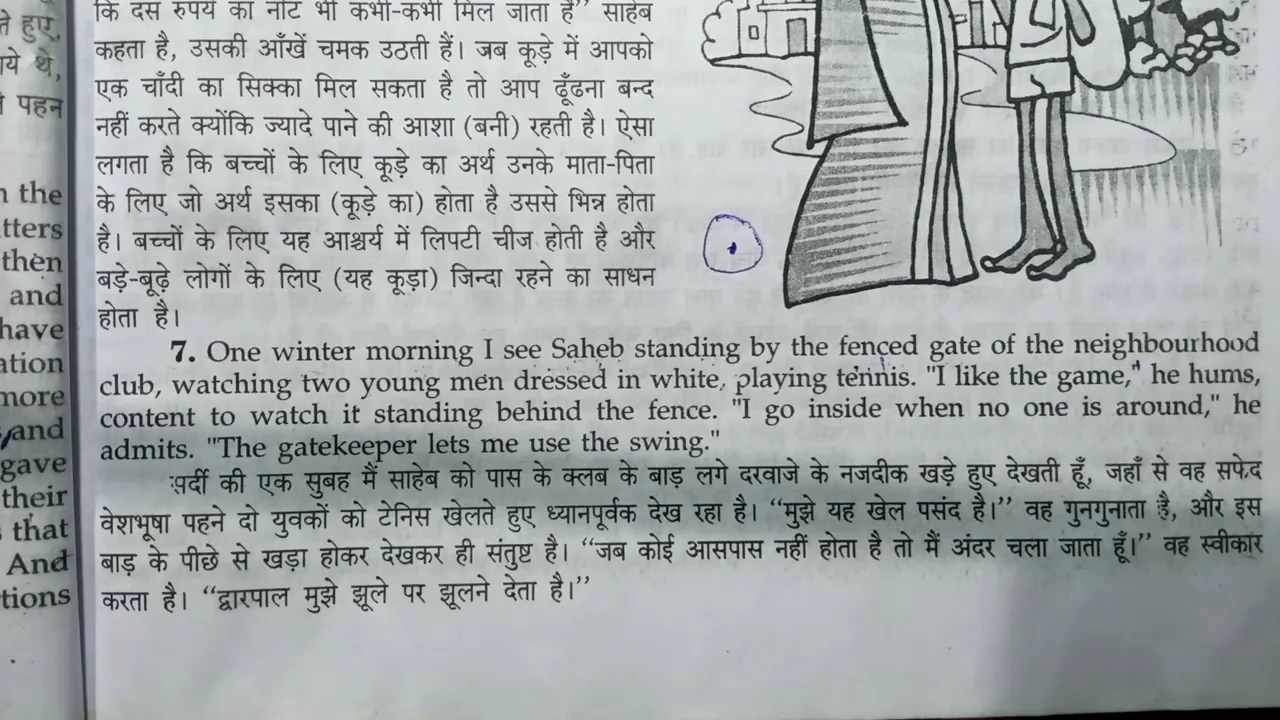 कि दस रुपये का नोट भी कभी-कभी मिल जाता है” साहेब
कहता है, उसकी आँखें चमक उठती हैं। जब कूड़े में आपको
एक चाँदी का सिक्का मिल सकता है तो आप ढूँढना बन्द
नहीं करते क्योंकि ज्यादे पाने की आशा (बनी) रहती है। ऐसा
लगता है कि बच्चों के लिए कूड़े का अर्थ उनके माता-पिता
के लिए जो अर्थ इसका (कूड़े का) होता है उससे भिन्न होता
है। बच्चों के लिए यह आश्चर्य में लिपटी चीज होती है और
बड़े-बूढ़े लोगों के लिए (यह कूड़ा) जिन्दा रहने का साधन
होता है।
7. One winter morning I see Saheb standing by the fenced gate of the neighbourhood
club, watching two young men dressed in white, playing tennis. "I like the game," he hums,
content to watch it standing behind the fence. "I go inside when no one is around," he
admits. "The gatekeeper lets me use the swing."
सर्दी की एक सुबह मैं साहेब को पास के क्लब के बाड़ लगे दरवाजे के नजदीक खड़े हुए देखती हूँ, जहाँ से वह सफेद
वेशभूषा पहने दो युवकों को टेनिस खेलते हुए ध्यानपूर्वक देख रहा है। “मुझे यह खेल पसंद है।” वह गुनगुनाता है, और इस
बाड़ के पीछे से खड़ा होकर देखकर ही संतुष्ट है। “जब कोई आसपास नहीं होता है तो मैं अंदर चला जाता हूँ।” वह स्वीकार
करता है। “द्वारपाल मुझे झूले पर झूलने देता है।”
हुए,
थे,
पहन
the
then
and
have
more
and
gave
their
that
And